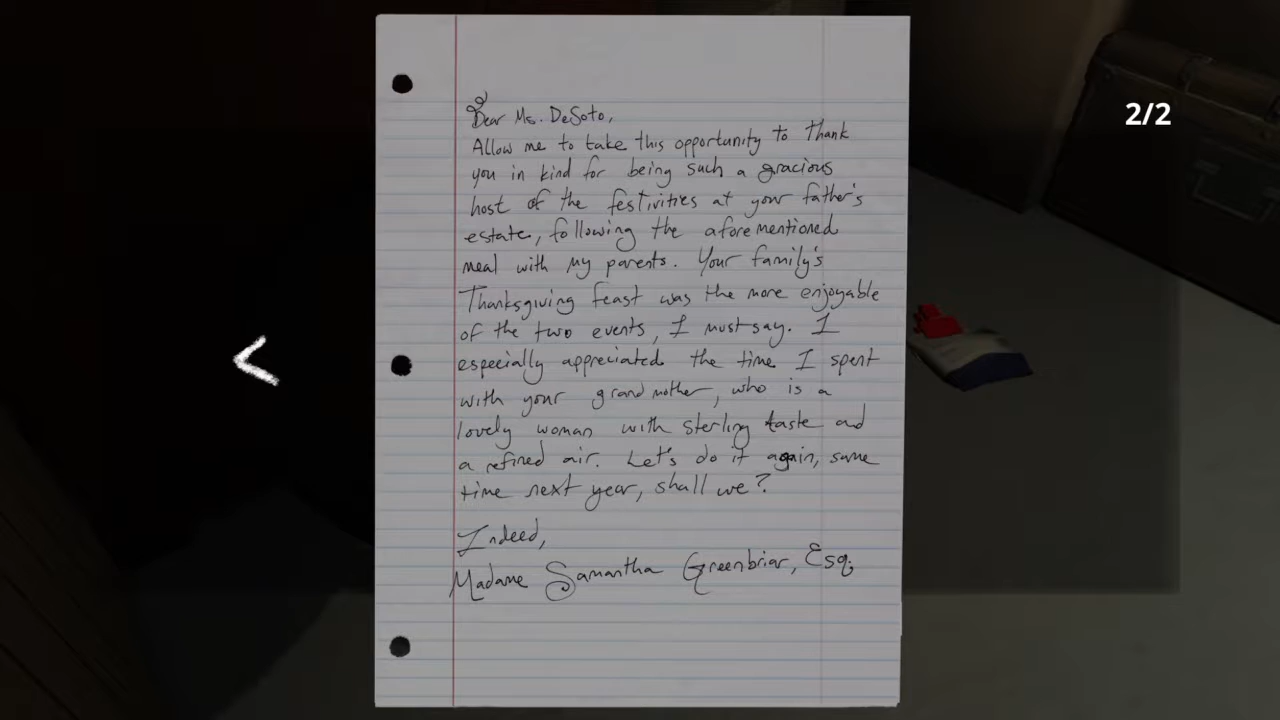 2/2
Dear Ms. DeSoto,
Allow me to take this opportunity to thank
you in kind for being such a gracious
host of the festivities at your father's
estate, following the aforementioned
meal with my parents. Your family's
Thanksgiving feast was the more enjoyable
of the two events, I must say. I
especially appreciated the time I spent
with your grandmother, who is a
lovely woman with sterling taste and
a refined air. Let's do it again, same
time next year, shall we?
Indeed,
Madame Samantha Greenbriar, Esq.